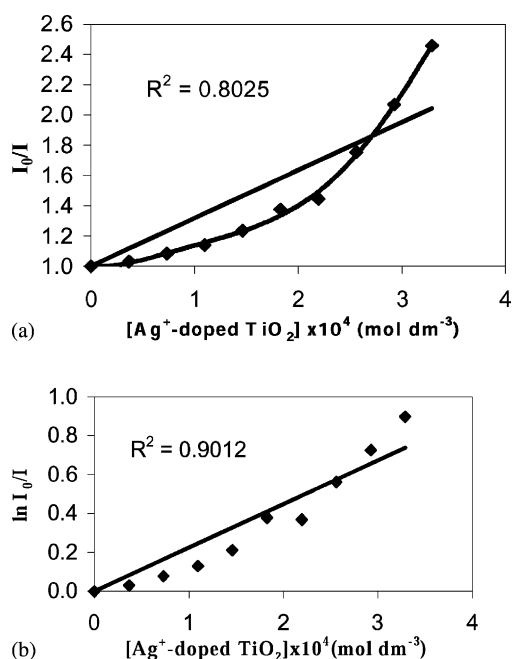 2.6
2.4
2.2
2.0
1.8
1.6
1.4
1.2
1.0
I₀/I
R² = 0.8025
0 1 2 3 4
(a) [Ag⁺-doped TiO₂] x10⁴ (mol dm⁻³)
1.0
0.8
0.6
0.4
0.2
0.0
ln I₀/I
R² = 0.9012
0 1 2 3 4
(b) [Ag⁺-doped TiO₂]x10⁴(mol dm⁻³)